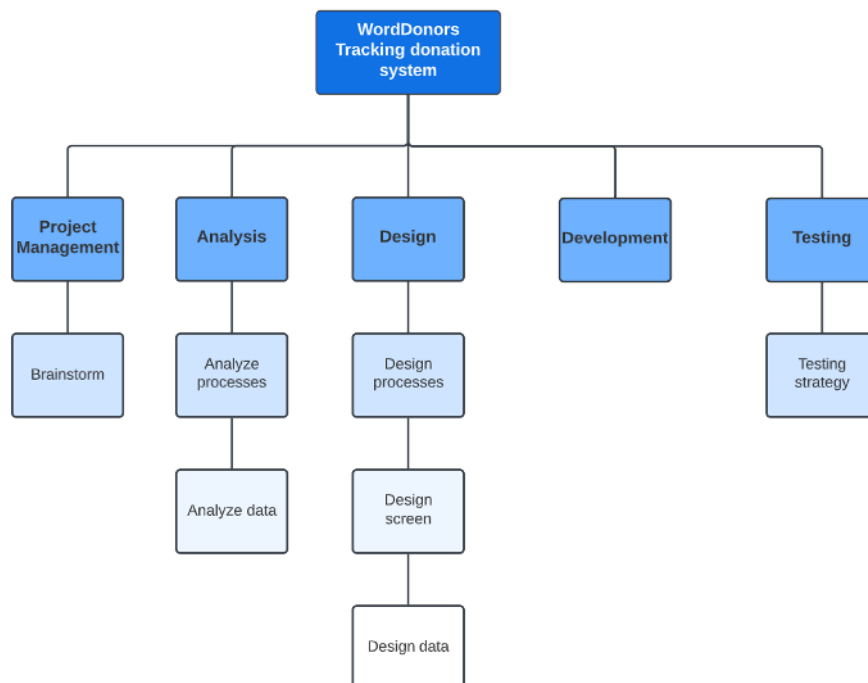 WordDonors
Tracking donation
system
Project
Management
Analysis
Design
Development
Testing
Brainstorm
Analyze
processes
Design
processes
Testing
strategy
Analyze data
Design
screen
Design data